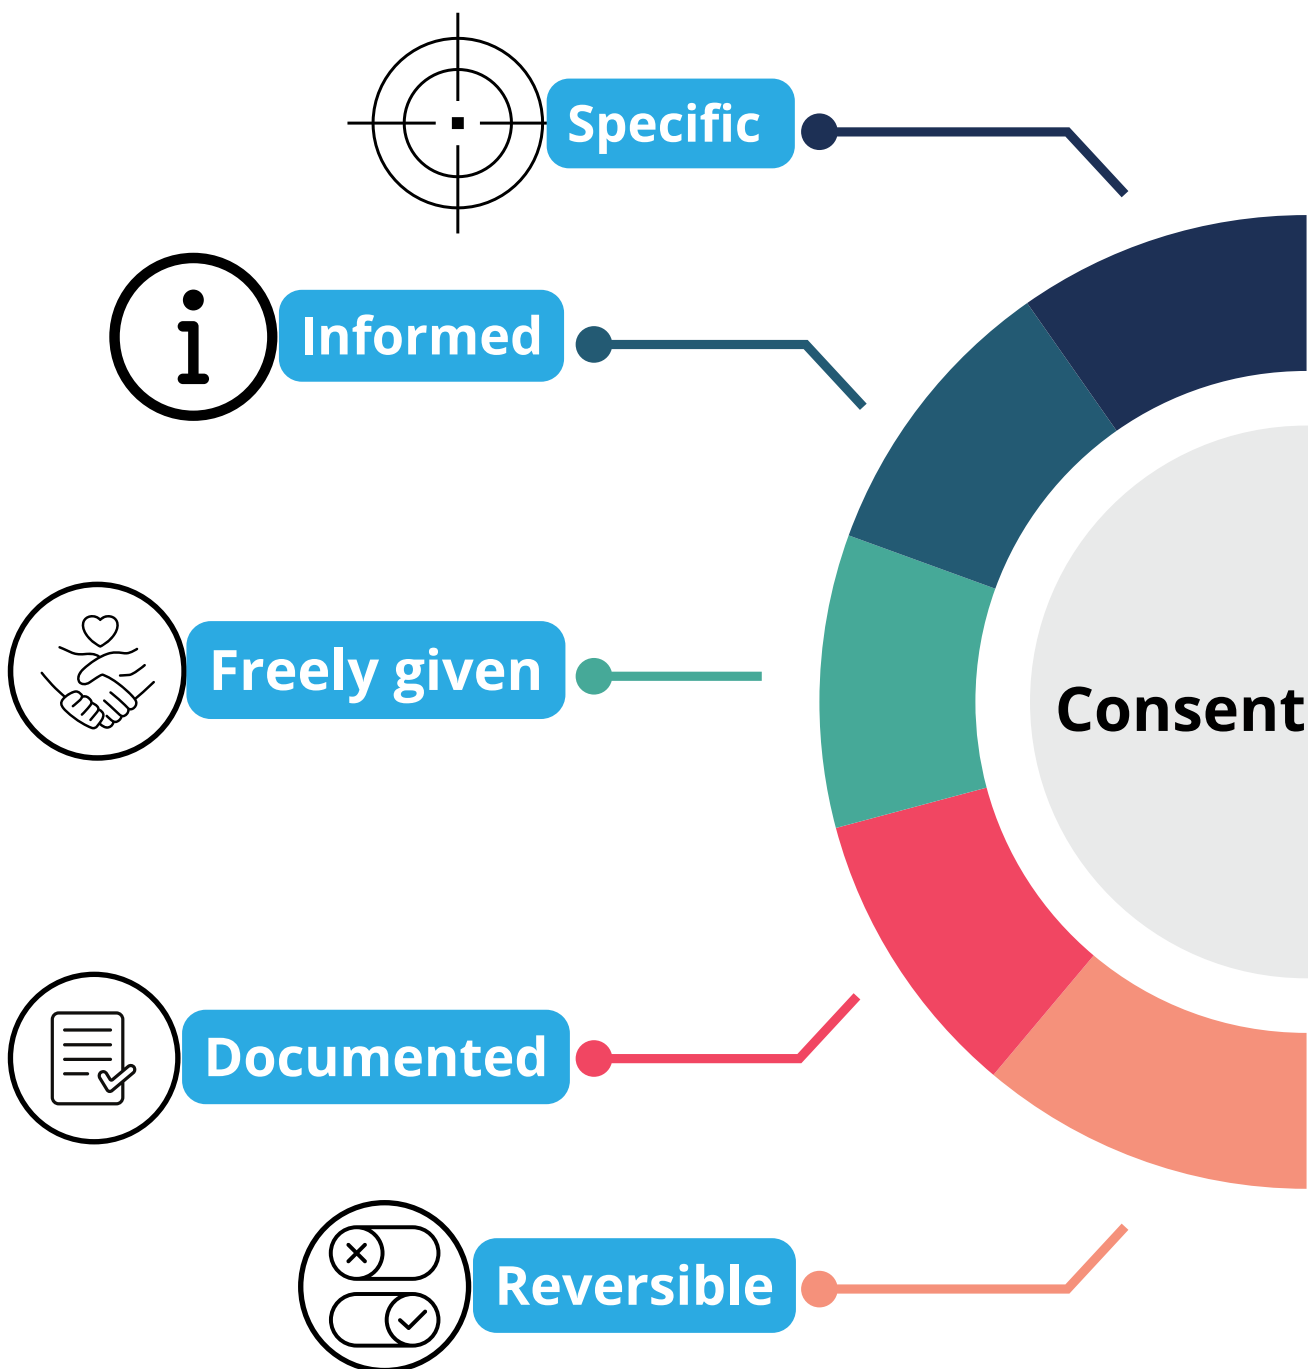 Specific
Informed
Freely given
Consent
Documented
Reversible